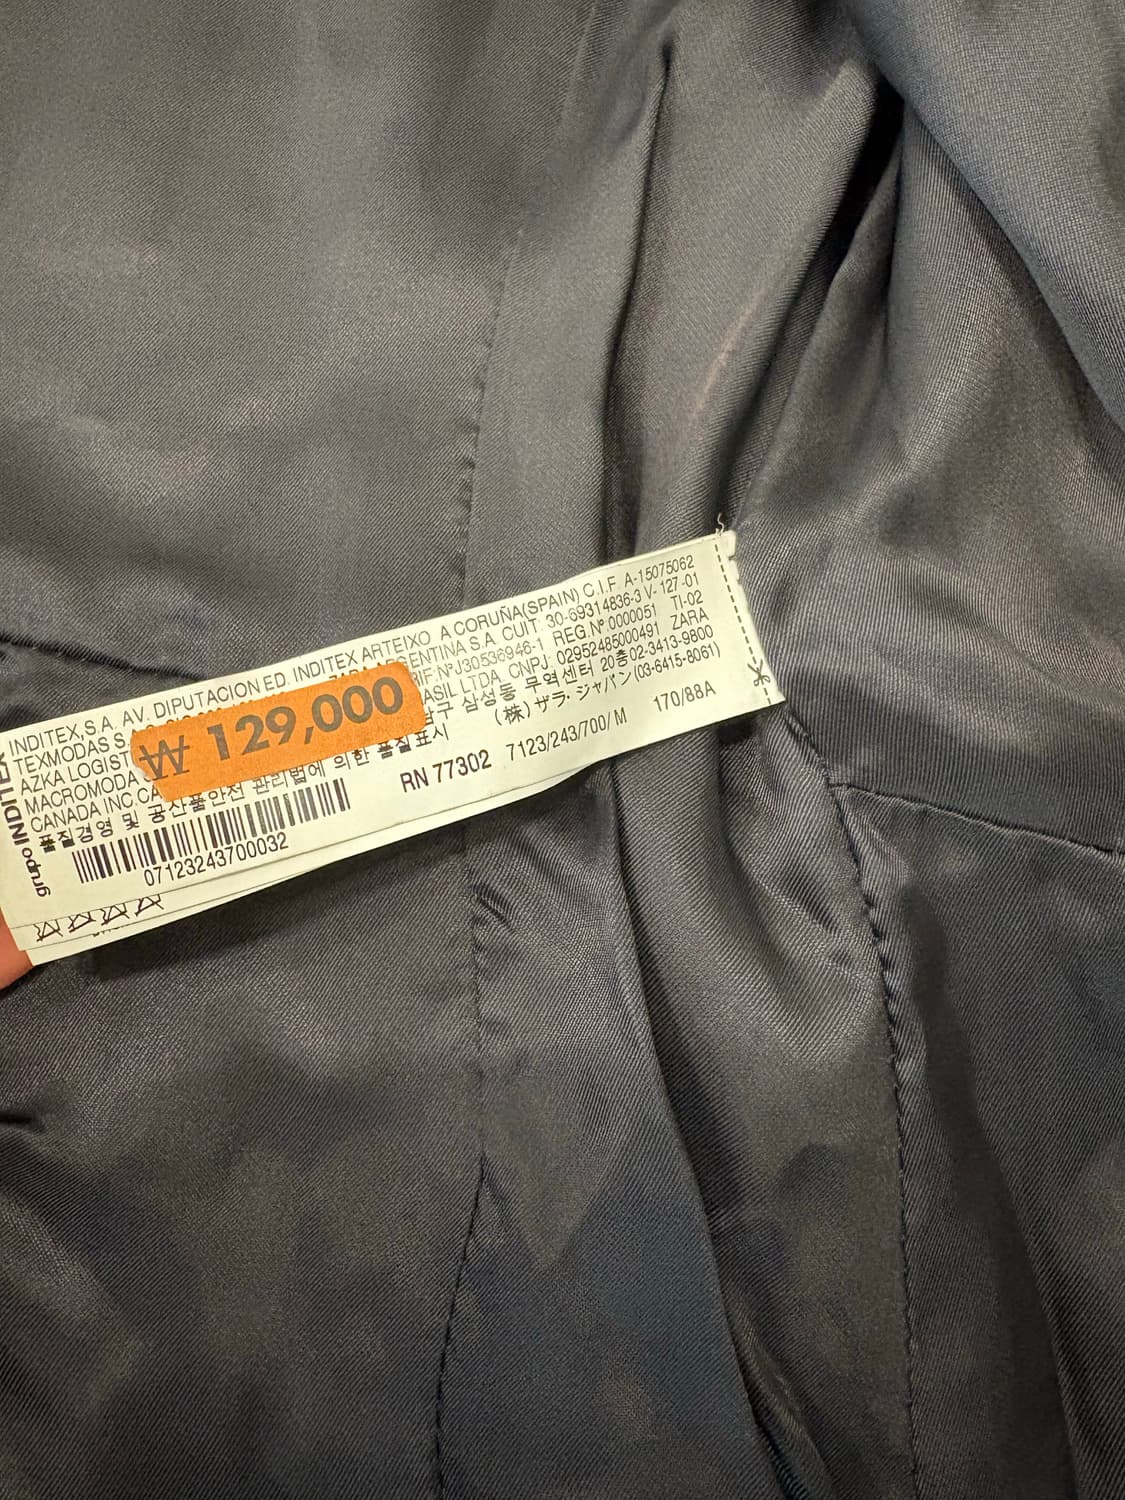 INDITEX,S.A. AV. DIPUTACION ED. INDITEX ARTEIXO A CORUÑA(SPAIN) C.I.F. A-15075062
TEXMODAS S. ARGENTINA S.A. CUIT. 30-69314836-3 V-127-01
AZKA LOGIST RIF.NºJ30536946-1 REG.Nº 0000051 TI-02
MACROMODA ASIL LTDA, CNPJ. 02952485000491 ZARA
CANADA INC.CA 구 삼성동 무역센터 20층 02-3413-9800
품질경영 및 공산품안전 관리법에 의한 품질표시 (株) ザラ・ジャパン(03-6415-8061)
₩ 129,000
RN 77302 7123/243/700/ M 170/88A
07123243700032
grupo INDITEX